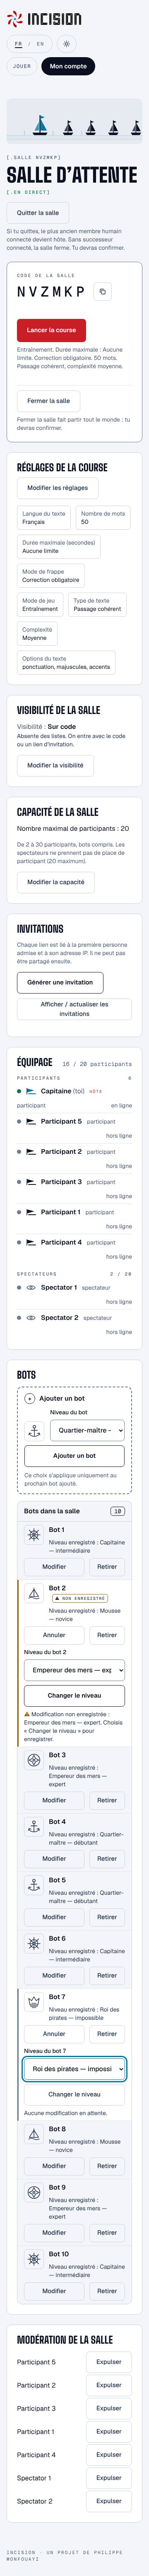 INCISION
FR / EN
JOUER
Mon compte
[.SALLE NVZMKP]
SALLE D'ATTENTE
[.EN DIRECT]
Quitter la salle
Si tu quittes, le plus ancien membre humain
connecté devient hôte. Sans successeur
connecté, la salle ferme. Tu devras confirmer.
CODE DE LA SALLE
NVZMKP
Lancer la course
Entraînement. Durée maximale : Aucune
limite. Correction obligatoire. 50 mots.
Passage cohérent, complexité moyenne.
Fermer la salle
Fermer la salle fait partir tout le monde : tu
devras confirmer.
RÉGLAGES DE LA COURSE
Modifier les réglages
Langue du texte
Français
Nombre de mots
50
Durée maximale (secondes)
Aucune limite
Mode de frappe
Correction obligatoire
Mode de jeu
Entraînement
Type de texte
Passage cohérent
Complexité
Moyenne
Options du texte
ponctuation, majuscules, accents
VISIBILITÉ DE LA SALLE
Visibilité : Sur code
Absente des listes. On entre avec le code
ou un lien d'invitation.
Modifier la visibilité
CAPACITÉ DE LA SALLE
Nombre maximal de participants : 20
De 2 à 30 participants, bots compris. Les
spectateurs ne prennent pas de place de
participant (20 maximum).
Modifier la capacité
INVITATIONS
Chaque lien est lié à la première personne
admise et à son adresse IP. Il ne peut pas
être partagé ensuite.
Générer une invitation
Afficher / actualiser les
invitations
ÉQUIPAGE 16 / 20 participants
PARTICIPANTS 6
Capitaine (toi) HÔTE
participant en ligne
Participant 5 participant
hors ligne
Participant 2 participant
hors ligne
Participant 3 participant
hors ligne
Participant 1 participant
hors ligne
Participant 4 participant
hors ligne
SPECTATEURS 2 / 20
Spectator 1 spectateur
hors ligne
Spectator 2 spectateur
hors ligne
BOTS
Ajouter un bot
Niveau du bot
Quartier-maître -
Ajouter un bot
Ce choix s'applique uniquement au
prochain bot ajouté.
Bots dans la salle 10
Bot 1
Niveau enregistré : Capitaine
— intermédiaire
Modifier Retirer
Bot 2
NON ENREGISTRÉ
Niveau enregistré : Mousse
— novice
Annuler Retirer
Niveau du bot 2
Empereur des mers — exp
Changer le niveau
Modification non enregistrée :
Empereur des mers — expert. Choisis
« Changer le niveau » pour
enregistrer.
Bot 3
Niveau enregistré :
Empereur des mers —
expert
Modifier Retirer
Bot 4
Niveau enregistré : Quartier-
maître — débutant
Modifier Retirer
Bot 5
Niveau enregistré : Quartier-
maître — débutant
Modifier Retirer
Bot 6
Niveau enregistré : Capitaine
— intermédiaire
Modifier Retirer
Bot 7
Niveau enregistré : Roi des
pirates — impossible
Annuler Retirer
Niveau du bot 7
Roi des pirates — impossi
Changer le niveau
Aucune modification en attente.
Bot 8
Niveau enregistré : Mousse
— novice
Modifier Retirer
Bot 9
Niveau enregistré :
Empereur des mers —
expert
Modifier Retirer
Bot 10
Niveau enregistré : Capitaine
— intermédiaire
Modifier Retirer
MODÉRATION DE LA SALLE
Participant 5 Expulser
Participant 2 Expulser
Participant 3 Expulser
Participant 1 Expulser
Participant 4 Expulser
Spectator 1 Expulser
Spectator 2 Expulser
INCISION · UN PROJET DE PHILIPPE
MONFOUAYI